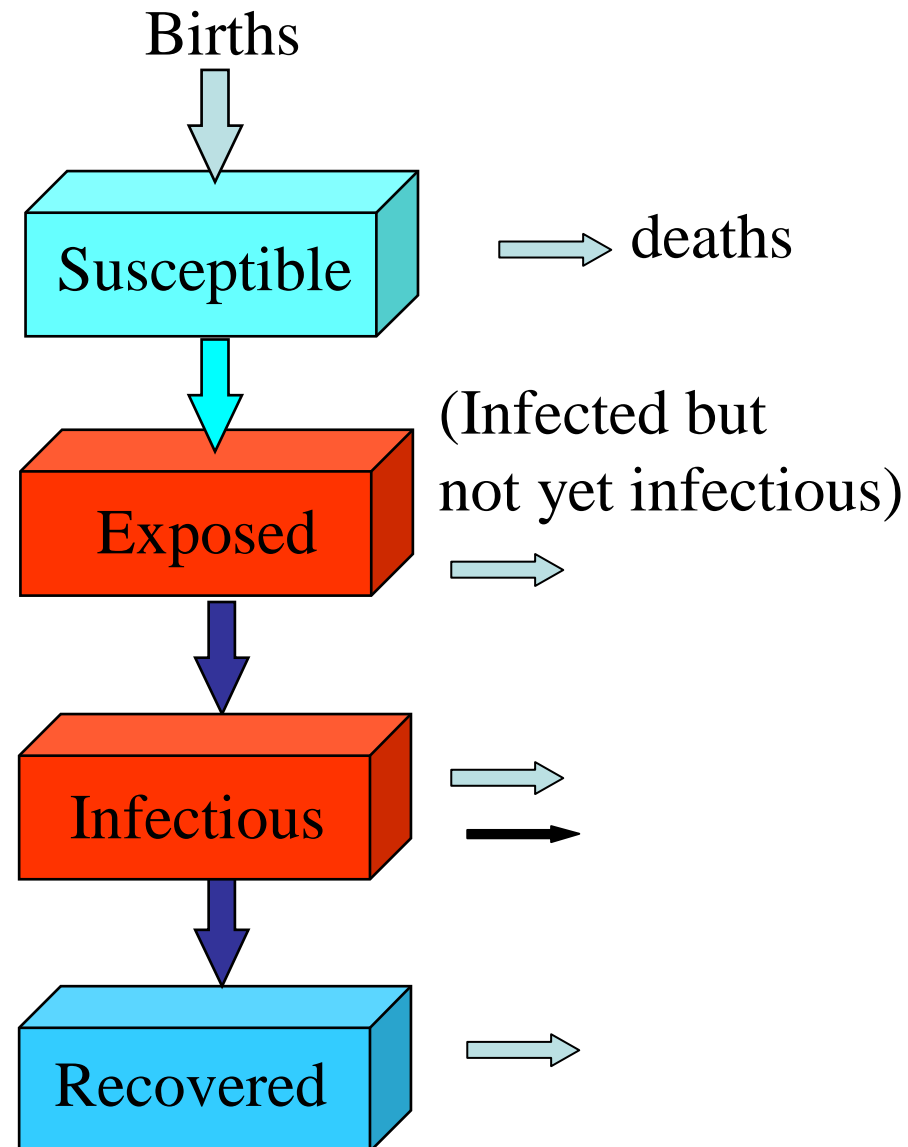 Births
Susceptible
deaths
(Infected but
not yet infectious)
Exposed
Infectious
Recovered